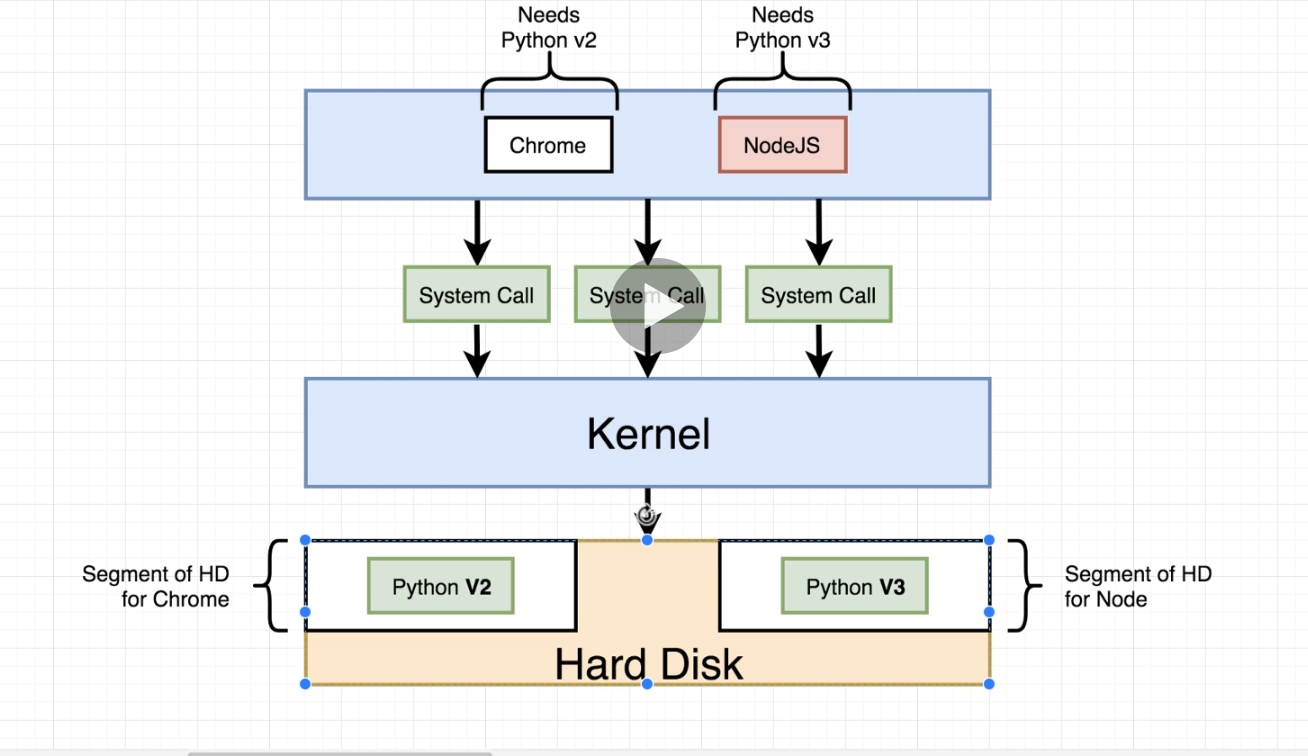 Needs
Python v2
Needs
Python v3
Chrome
NodeJS
System Call
System Call
System Call
Kernel
Segment of HD
for Chrome
Python V2
Python V3
Segment of HD
for Node
Hard Disk